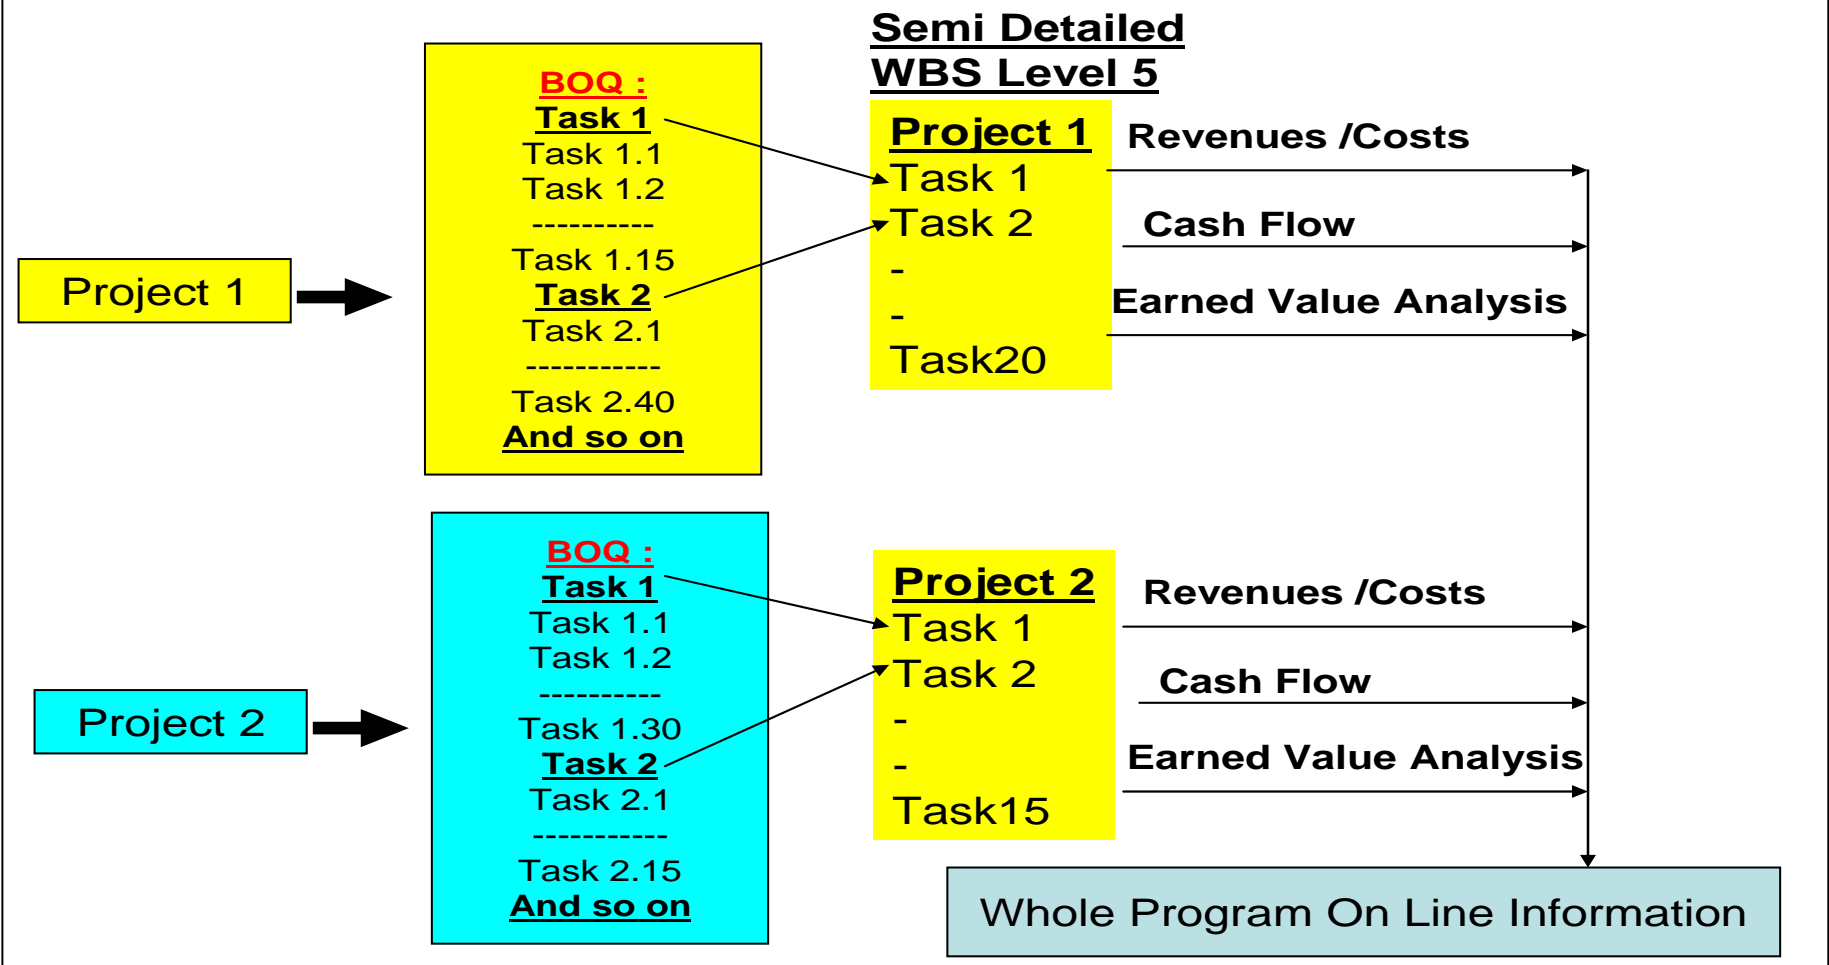 Semi Detailed
WBS Level 5
Project 1
BOQ :
Task 1
Task 1.1
Task 1.2
----------
Task 1.15
Task 2
Task 2.1
-----------
Task 2.40
And so on
Project 1
Task 1
Task 2
-
-
Task20
Revenues /Costs
Cash Flow
Earned Value Analysis
Project 2
BOQ :
Task 1
Task 1.1
Task 1.2
----------
Task 1.30
Task 2
Task 2.1
-----------
Task 2.15
And so on
Project 2
Task 1
Task 2
-
-
Task15
Revenues /Costs
Cash Flow
Earned Value Analysis
Whole Program On Line Information